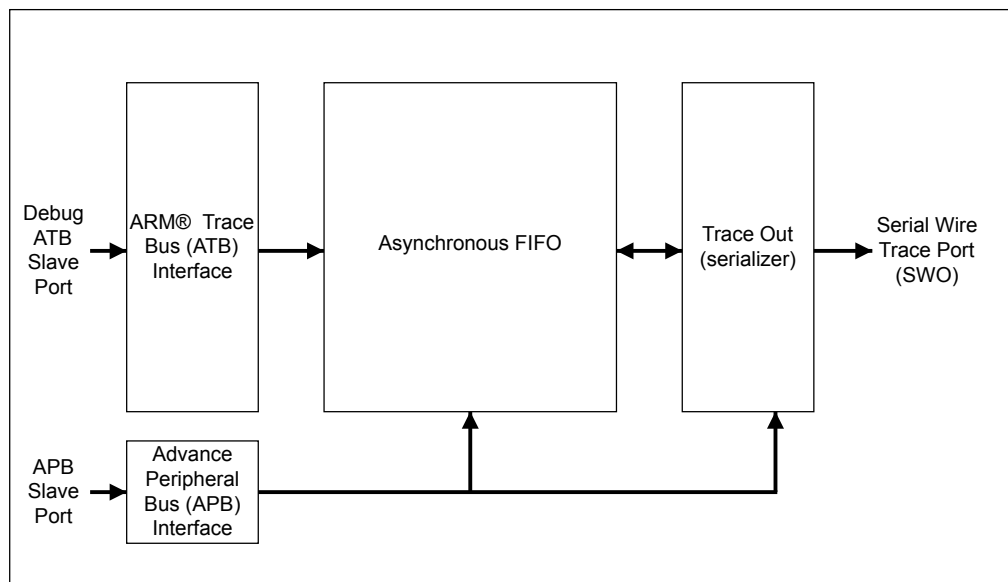 Debug
ATB
Slave
Port
ARM® Trace
Bus (ATB)
Interface
Asynchronous FIFO
Trace Out
(serializer)
Serial Wire
Trace Port
(SWO)
APB
Slave
Port
Advance
Peripheral
Bus (APB)
Interface